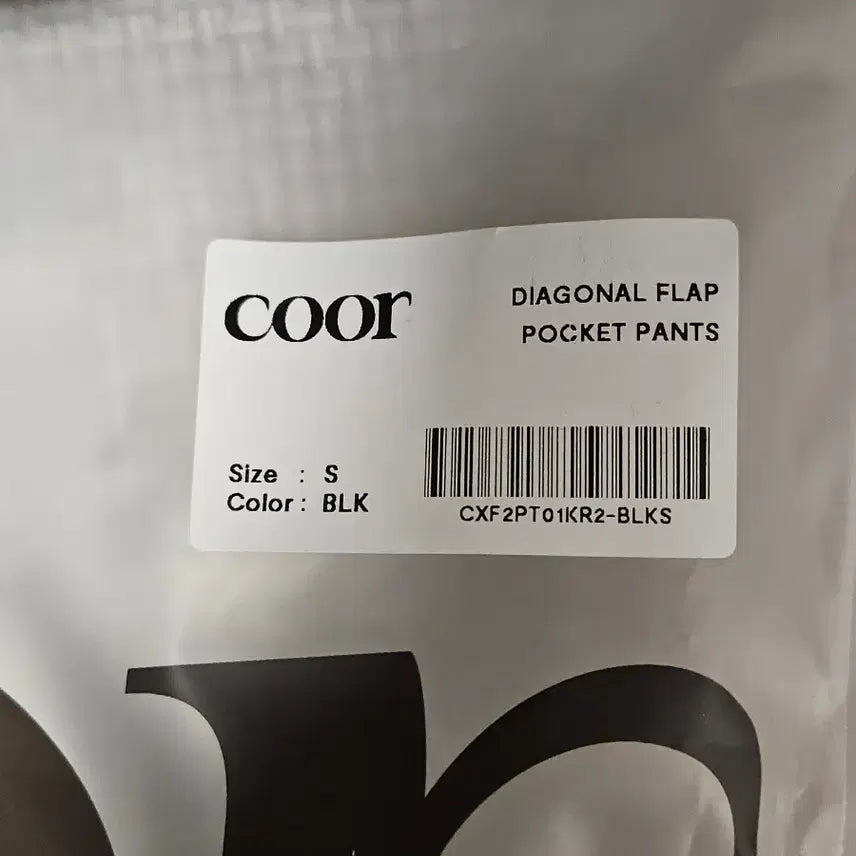 coor
DIAGONAL FLAP
POCKET PANTS
Size : S
Color : BLK
CXF2PT01KR2-BLKS